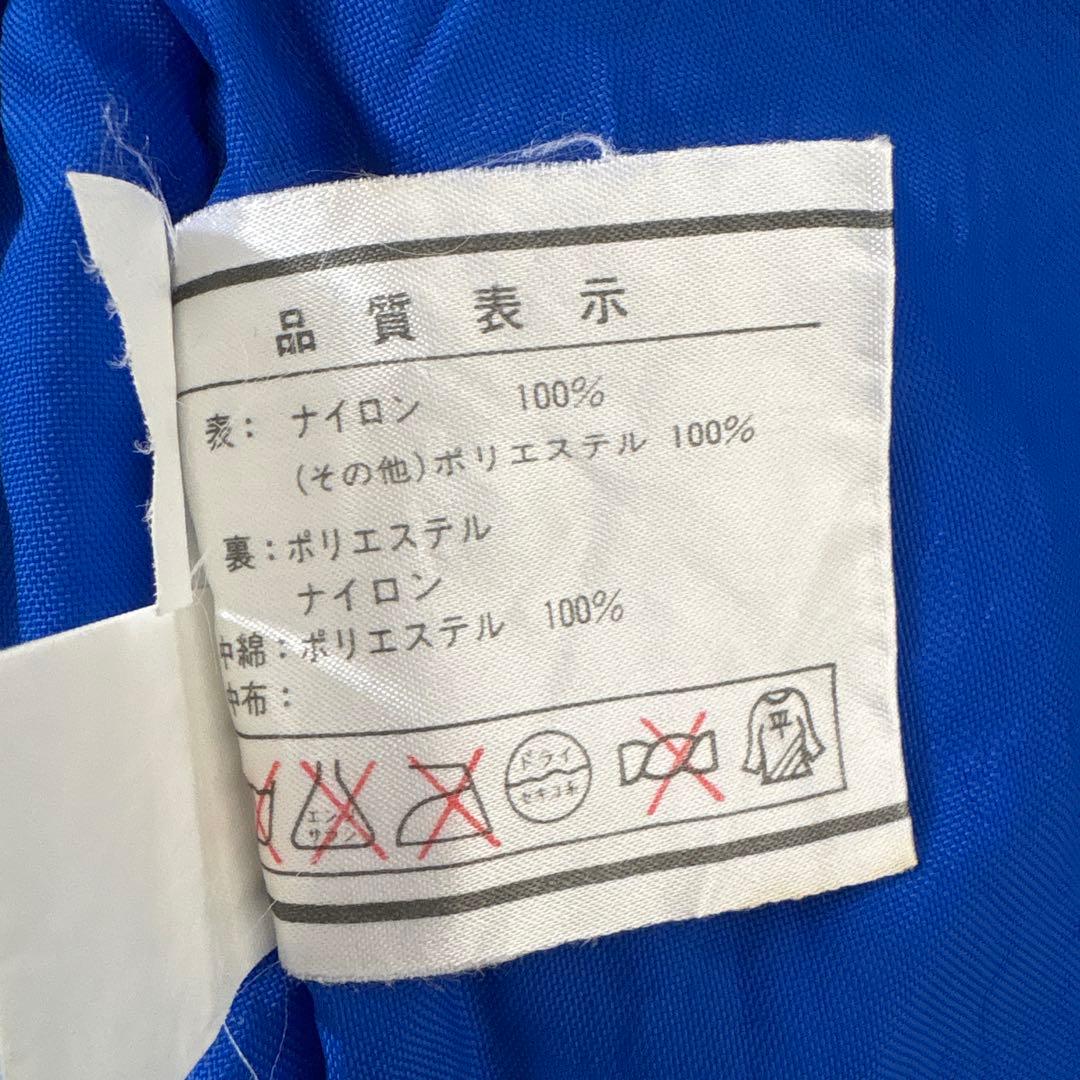 品質表示
表：ナイロン 100%
(その他)ポリエステル 100%
裏：ポリエステル
ナイロン
中綿：ポリエステル 100%
中布：
エンソ
サラシ
ドライ
セキユ系
平